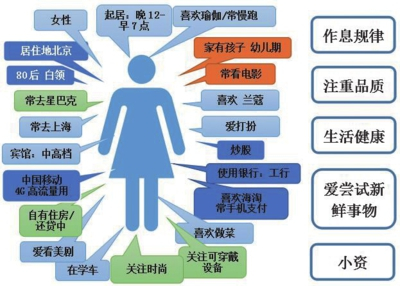 女性
起居：晚 12-
早 7 点
喜欢瑜伽/常慢跑
居住地北京
家有孩子 幼儿期
80后 白领
常看电影
常去星巴克
喜欢 兰蔻
常去上海
爱打扮
宾馆：中高档
炒股
中国移动
4G 高流量用
使用银行：工行
喜欢海淘
常手机支付
自有住房/
还贷中
喜欢做菜
爱看美剧
关注可穿戴
设备
在学车
关注时尚
作息规律
注重品质
生活健康
爱尝试新
鲜事物
小资